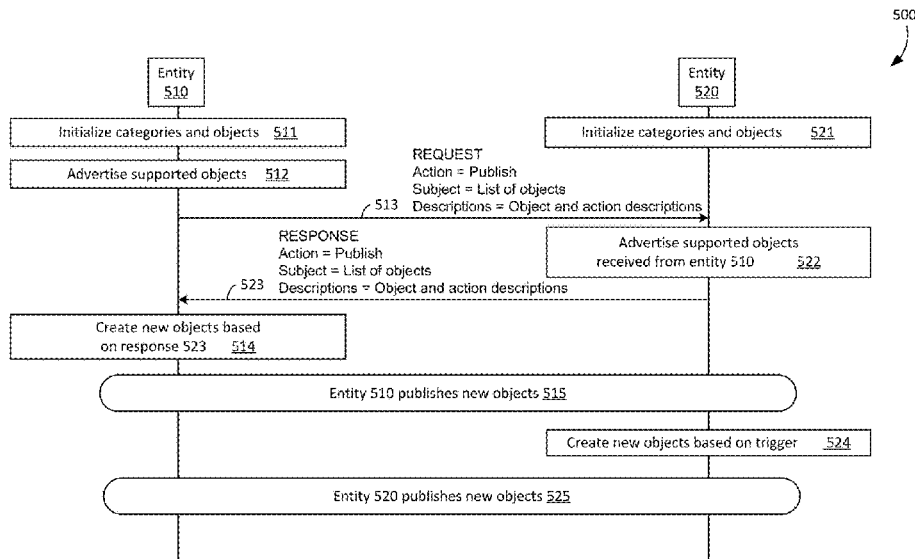 500
Entity
510
Entity
520
Initialize categories and objects 511
Initialize categories and objects 521
Advertise supported objects 512
REQUEST
Action = Publish
Subject = List of objects
Descriptions = Object and action descriptions
513
RESPONSE
Action = Publish
Subject = List of objects
Descriptions = Object and action descriptions
523
Advertise supported objects
received from entity 510 522
Create new objects based
on response 523 514
Entity 510 publishes new objects 515
Create new objects based on trigger 524
Entity 520 publishes new objects 525